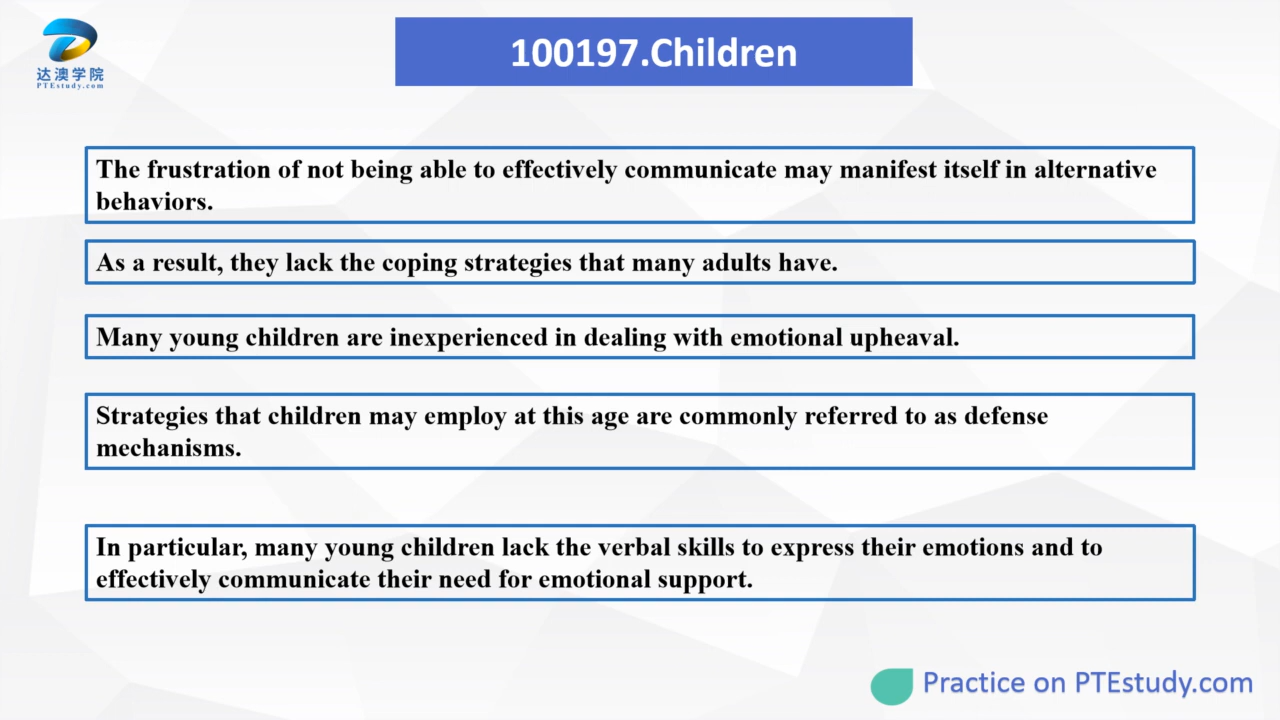 达澳学院
PTEstudy.com
100197.Children
The frustration of not being able to effectively communicate may manifest itself in alternative
behaviors.
As a result, they lack the coping strategies that many adults have.
Many young children are inexperienced in dealing with emotional upheaval.
Strategies that children may employ at this age are commonly referred to as defense
mechanisms.
In particular, many young children lack the verbal skills to express their emotions and to
effectively communicate their need for emotional support.
Practice on PTEstudy.com